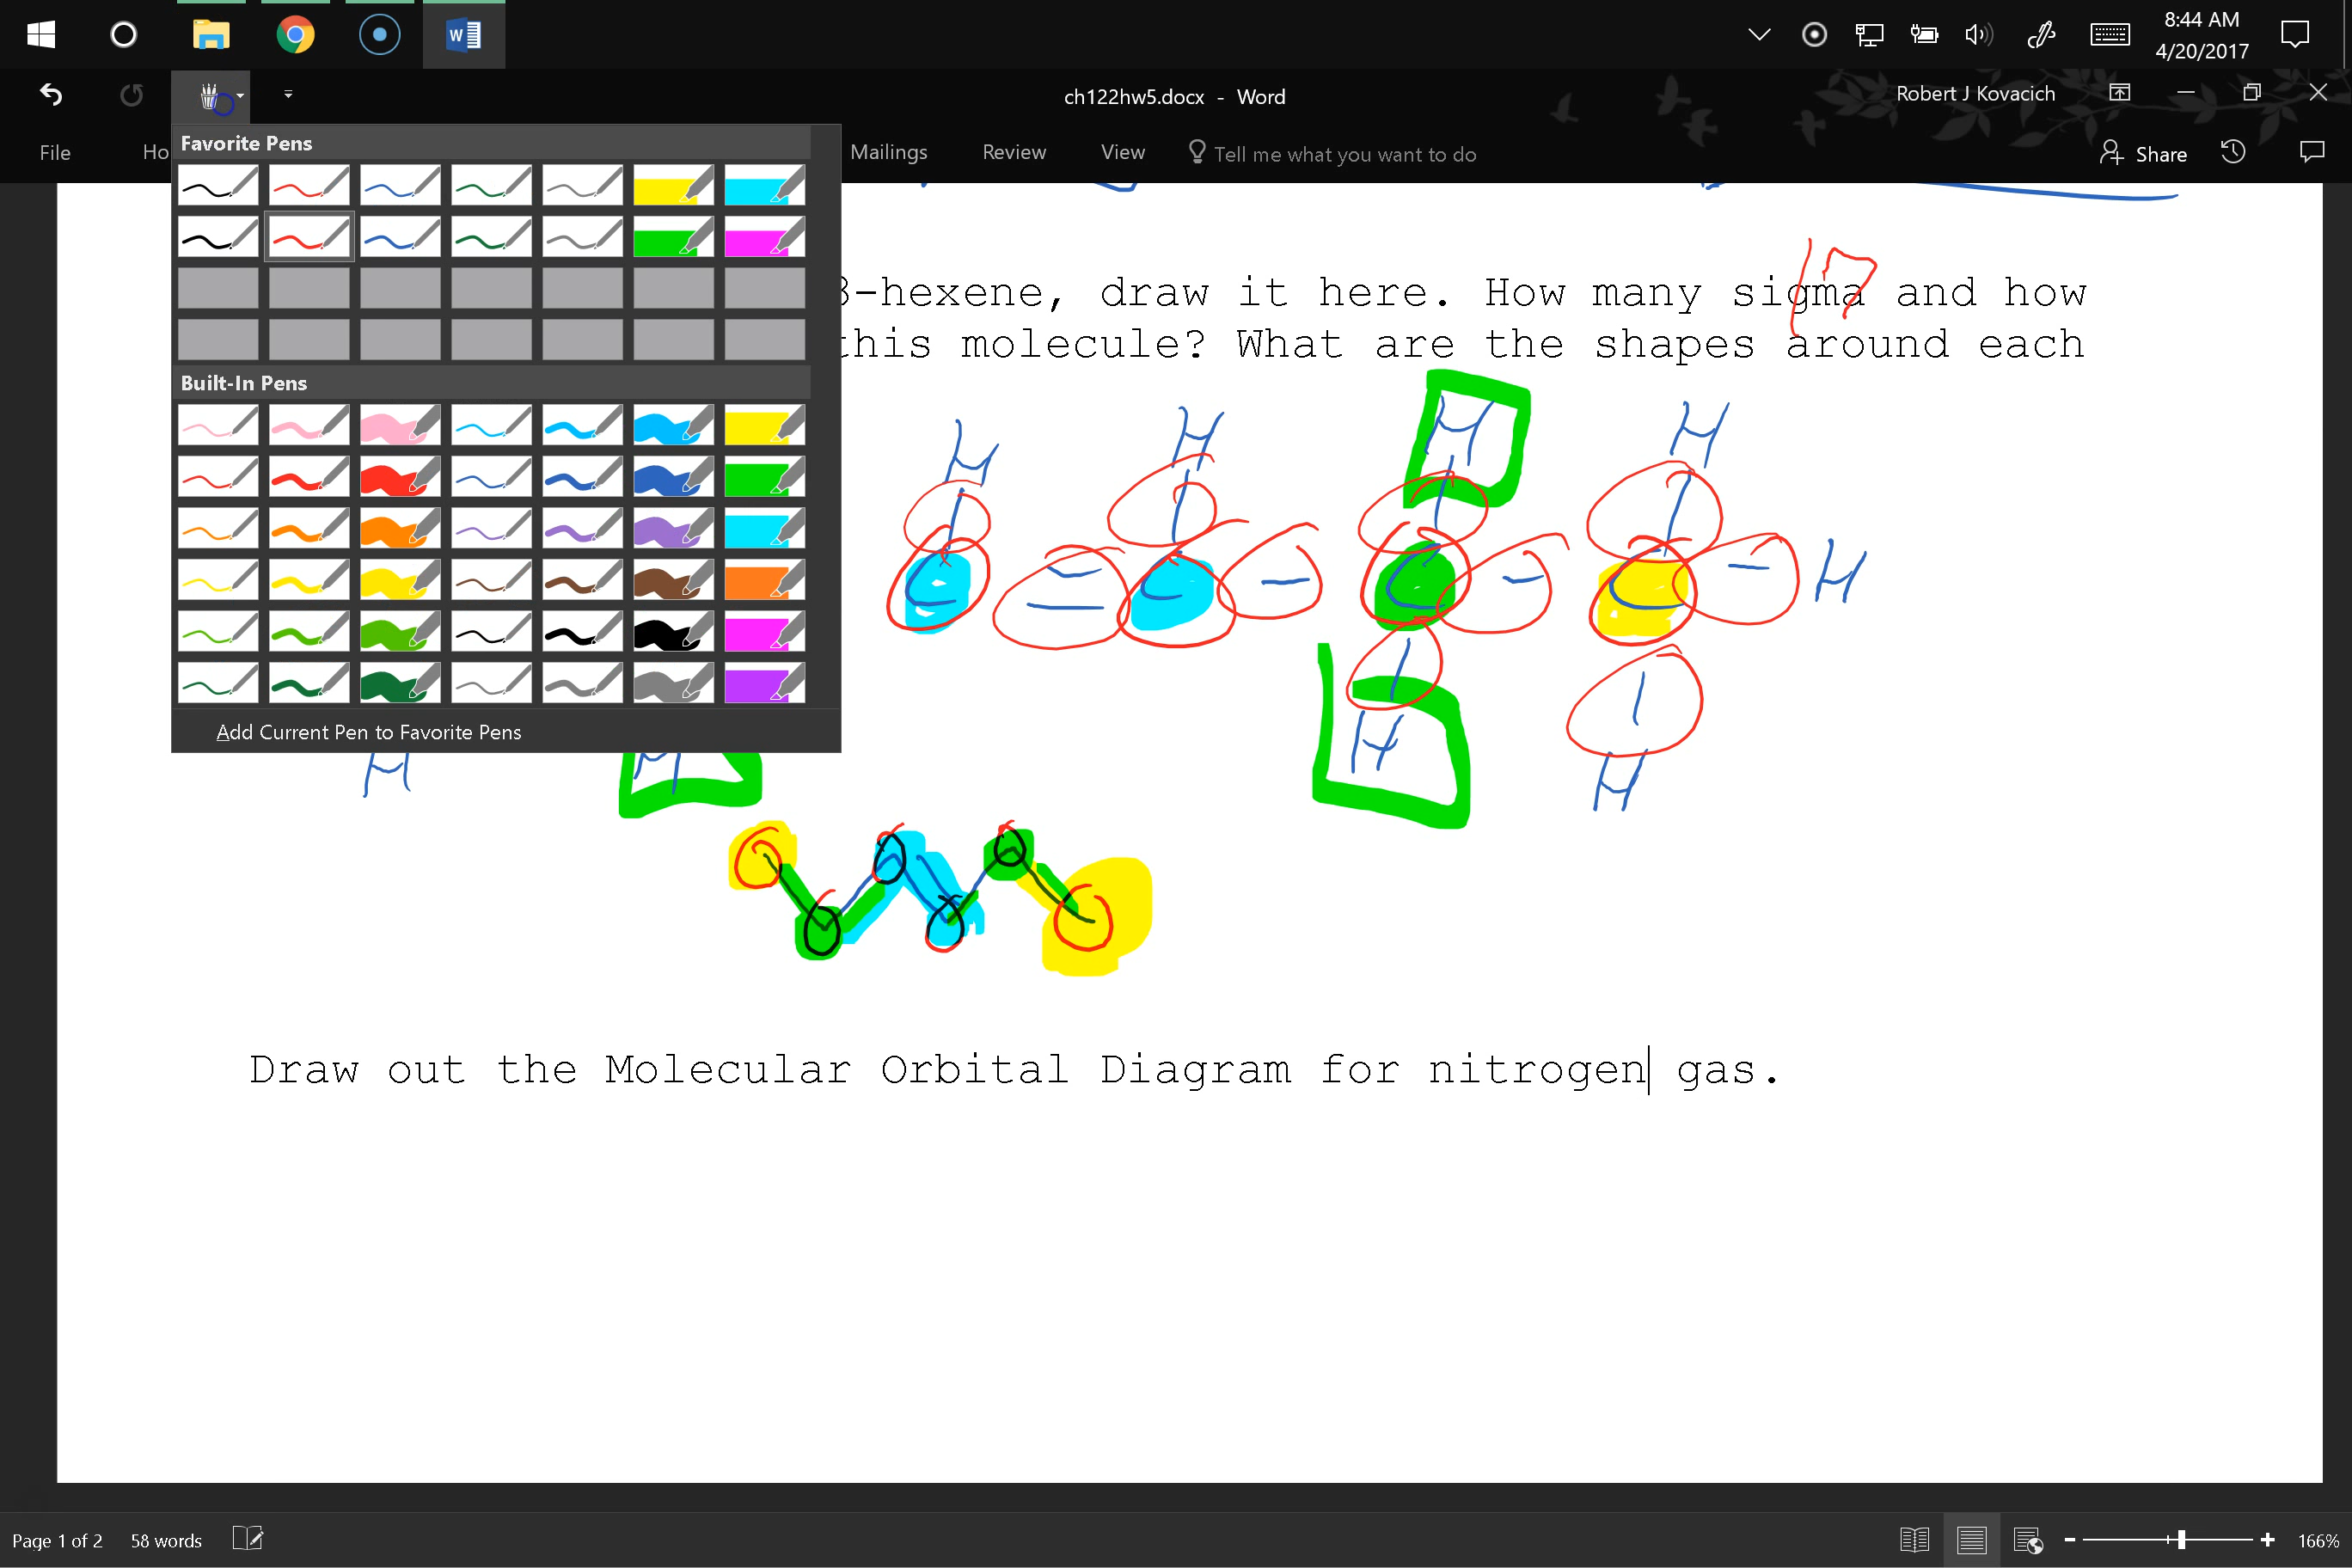 8:44 AM
4/20/2017
ch122hw5.docx - Word
Robert J Kovacich
File
Ho
Mailings
Review
View
Tell me what you want to do
Share
Favorite Pens
Built-In Pens
Add Current Pen to Favorite Pens
3-hexene, draw it here. How many sigma and how
this molecule? What are the shapes around each
17
H H H H
C = C - C - C - H
H H
H H
Draw out the Molecular Orbital Diagram for nitrogen gas.
Page 1 of 2
58 words
166%